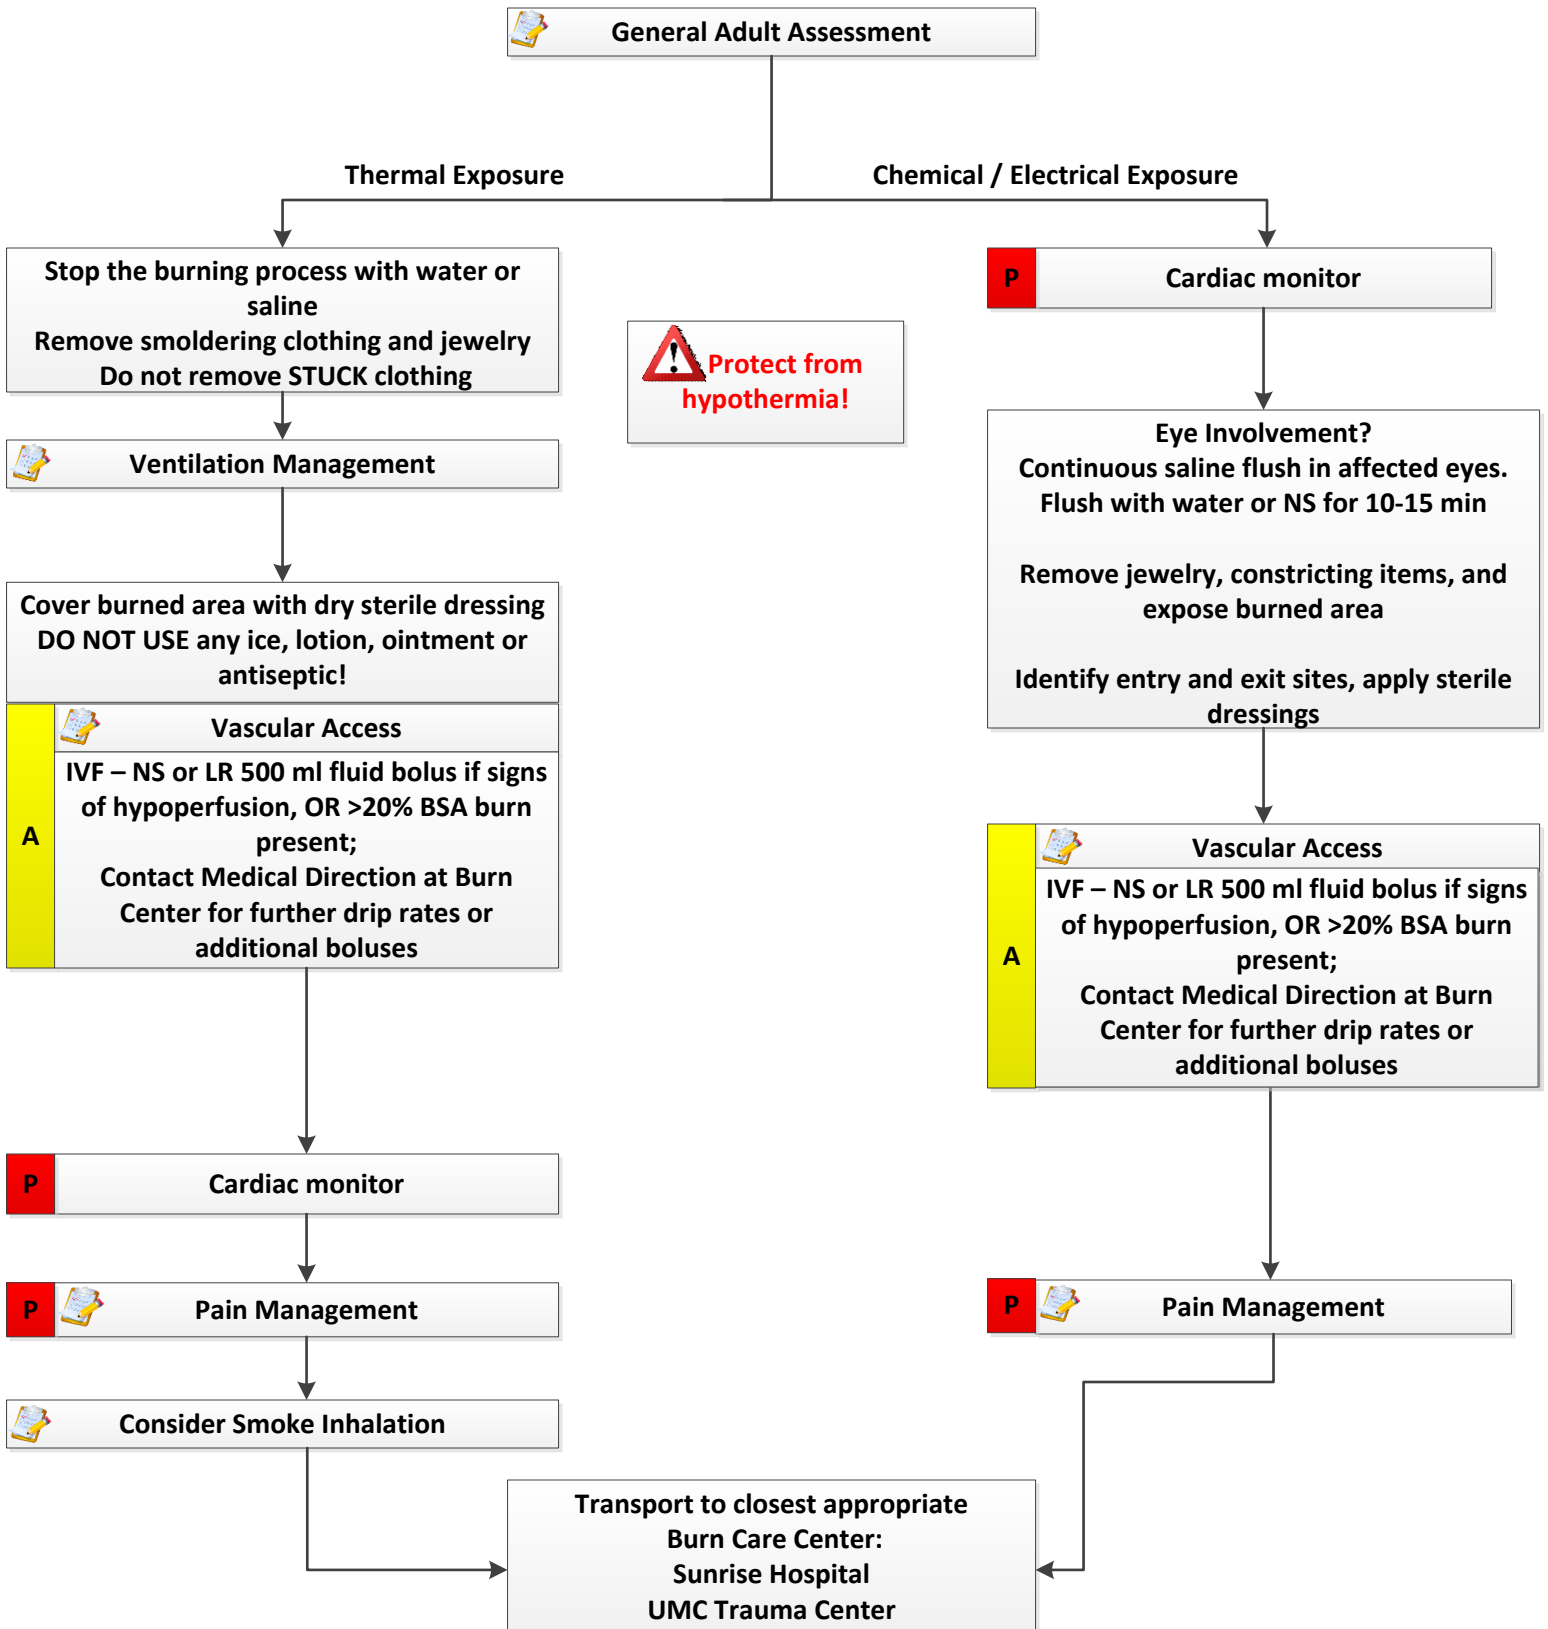 General Adult Assessment
Thermal Exposure
Chemical / Electrical Exposure
Stop the burning process with water or
saline
Remove smoldering clothing and jewelry
Do not remove STUCK clothing
Ventilation Management
Cover burned area with dry sterile dressing
DO NOT USE any ice, lotion, ointment or
antiseptic!
A
Vascular Access
IVF – NS or LR 500 ml fluid bolus if signs
of hypoperfusion, OR >20% BSA burn
present;
Contact Medical Direction at Burn
Center for further drip rates or
additional boluses
P
Cardiac monitor
P
Pain Management
Consider Smoke Inhalation
Protect from
hypothermia!
P
Cardiac monitor
Eye Involvement?
Continuous saline flush in affected eyes.
Flush with water or NS for 10-15 min
Remove jewelry, constricting items, and
expose burned area
Identify entry and exit sites, apply sterile
dressings
A
Vascular Access
IVF – NS or LR 500 ml fluid bolus if signs
of hypoperfusion, OR >20% BSA burn
present;
Contact Medical Direction at Burn
Center for further drip rates or
additional boluses
P
Pain Management
Transport to closest appropriate
Burn Care Center:
Sunrise Hospital
UMC Trauma Center